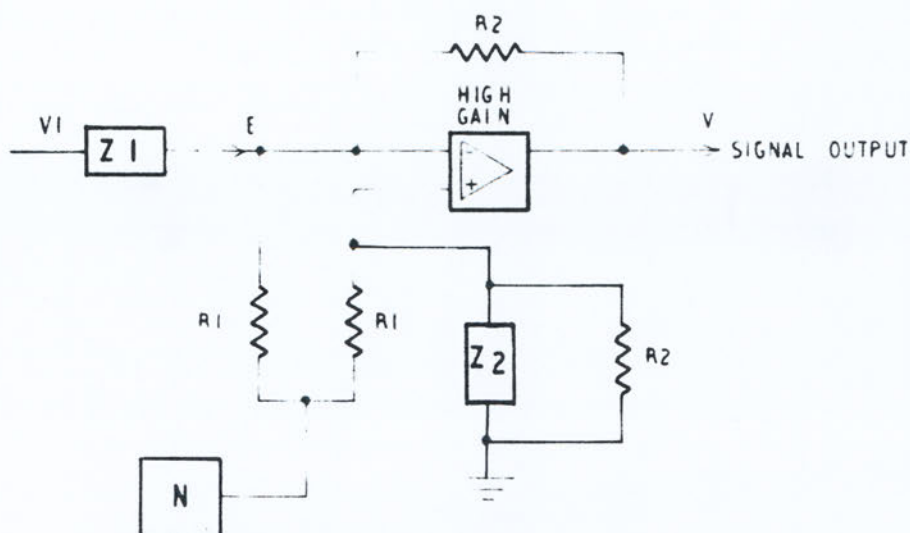 R2
HIGH
GAIN
V1
Z1
E
-
+
V
SIGNAL OUTPUT
R1
R1
Z2
R2
N